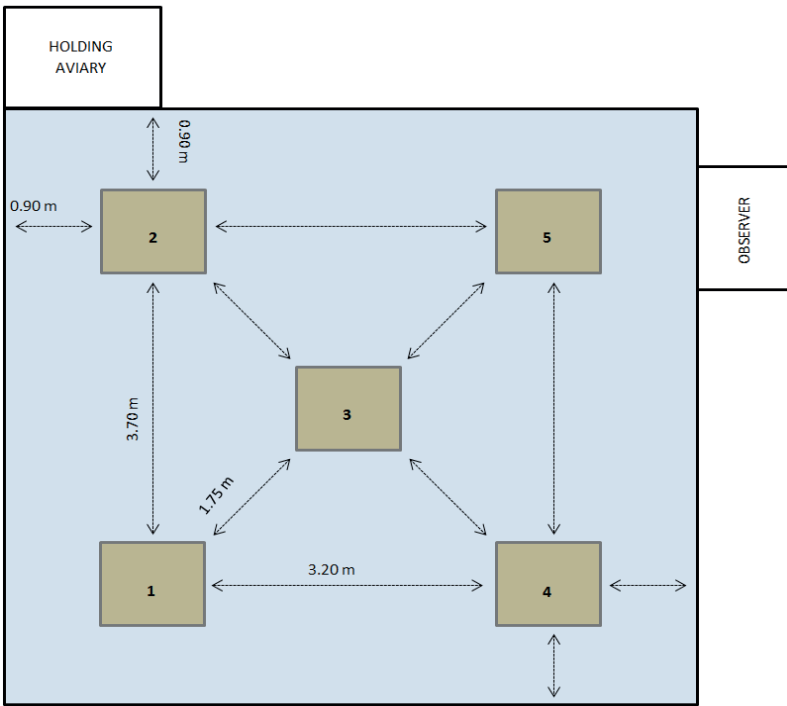 HOLDING
AVIARY
0.90 m
0.90 m
2
5
OBSERVER
3.70 m
3
1.75 m
1
3.20 m
4